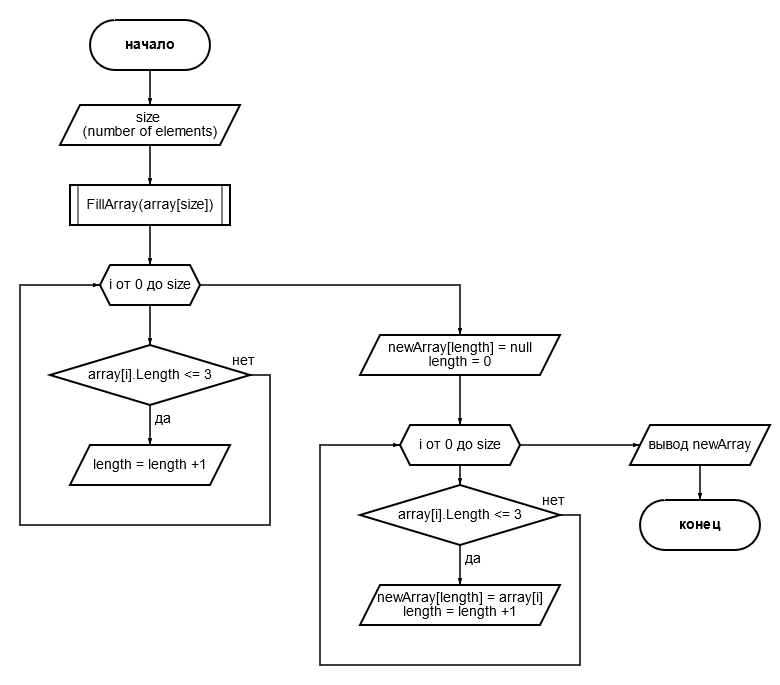 начало
size
(number of elements)
FillArray(array[size])
i от 0 до size
array[i].Length <= 3
нет
да
length = length +1
newArray[length] = null
length = 0
i от 0 до size
array[i].Length <= 3
нет
да
newArray[length] = array[i]
length = length +1
вывод newArray
конец